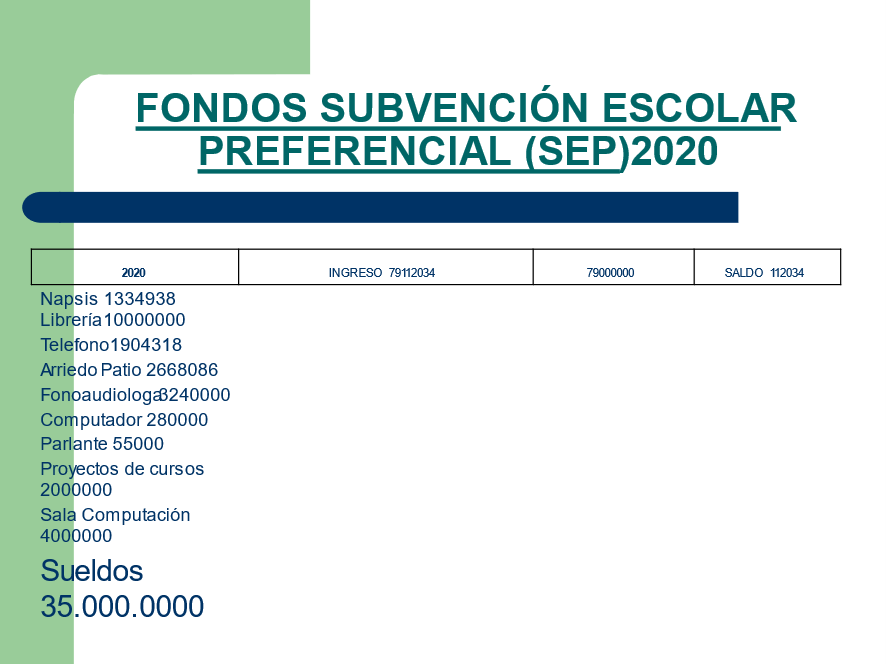 FONDOS SUBVENCIÓN ESCOLAR
PREFERENCIAL (SEP)2020
2020 INGRESO 79112034 79000000 SALDO 112034
Napsis 1334938
Librería10000000
Telefono1904318
Arriedo Patio 2668086
Fonoaudiologa3240000
Computador 280000
Parlante 55000
Proyectos de cursos
2000000
Sala Computación
4000000
Sueldos
35.000.0000